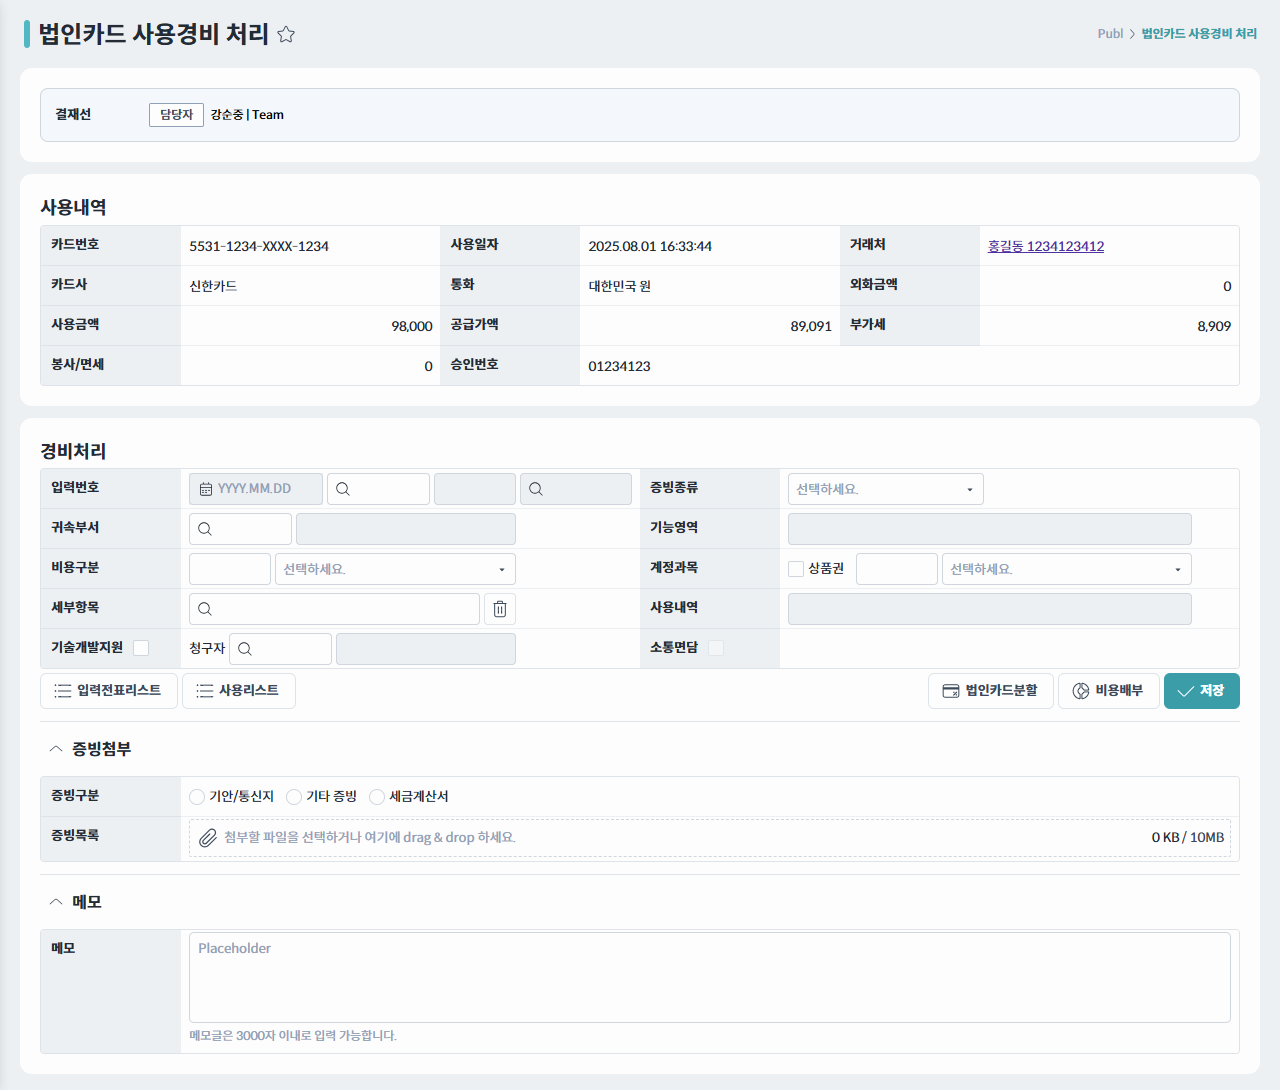 법인카드 사용경비 처리
Publ > 법인카드 사용경비 처리
결재선 담당자 강순중 | Team
사용내역
카드번호 5531-1234-XXXX-1234 사용일자 2025.08.01 16:33:44 거래처 홍길동 1234123412
카드사 신한카드 통화 대한민국 원 외화금액 0
사용금액 98,000 공급가액 89,091 부가세 8,909
봉사/면세 0 승인번호 01234123
경비처리
입력번호 YYYY.MM.DD 증빙종류 선택하세요.
귀속부서 기능영역
비용구분 선택하세요. 계정과목 상품권 선택하세요.
세부항목 사용내역
기술개발지원 청구자 소통면담
입력전표리스트 사용리스트 법인카드분할 비용배부 저장
증빙첨부
증빙구분 기안/통신지 기타 증빙 세금계산서
증빙목록 첨부할 파일을 선택하거나 여기에 drag & drop 하세요. 0 KB / 10MB
메모
메모 Placeholder
메모글은 3000자 이내로 입력 가능합니다.